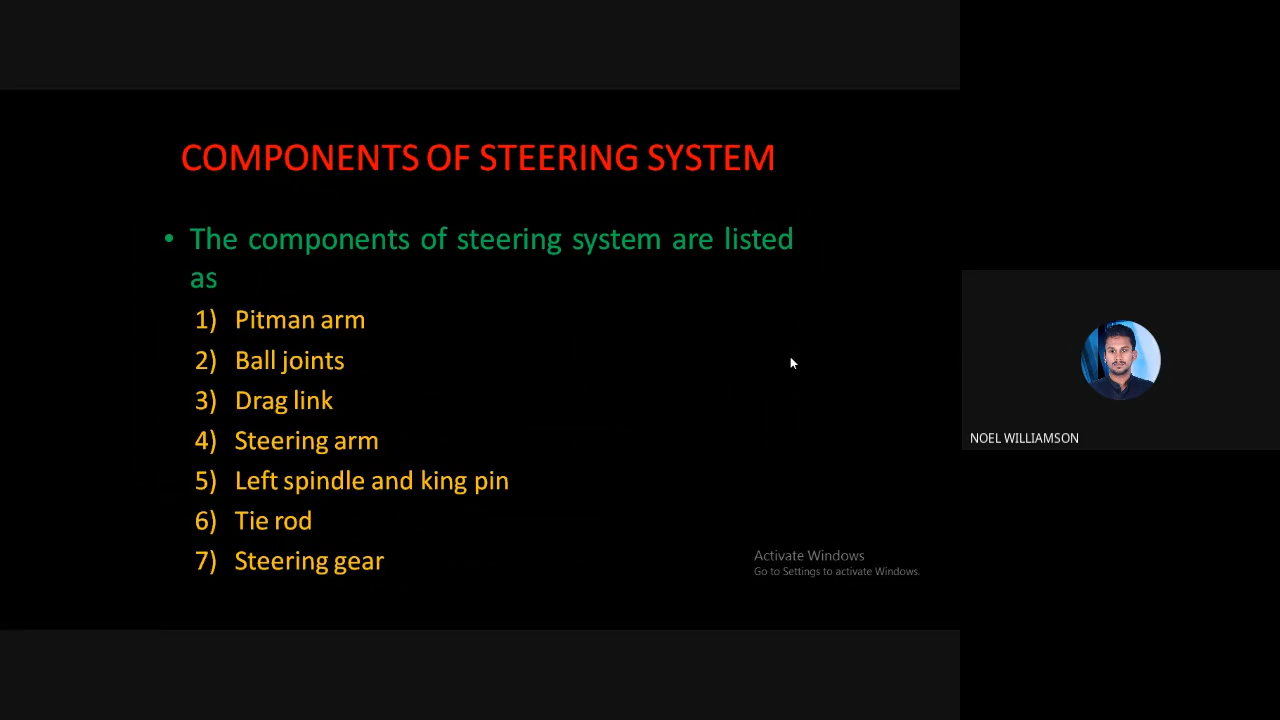 COMPONENTS OF STEERING SYSTEM
• The components of steering system are listed
as
1) Pitman arm
2) Ball joints
3) Drag link
4) Steering arm
5) Left spindle and king pin
6) Tie rod
7) Steering gear
Activate Windows
Go to Settings to activate Windows.
NOEL WILLIAMSON